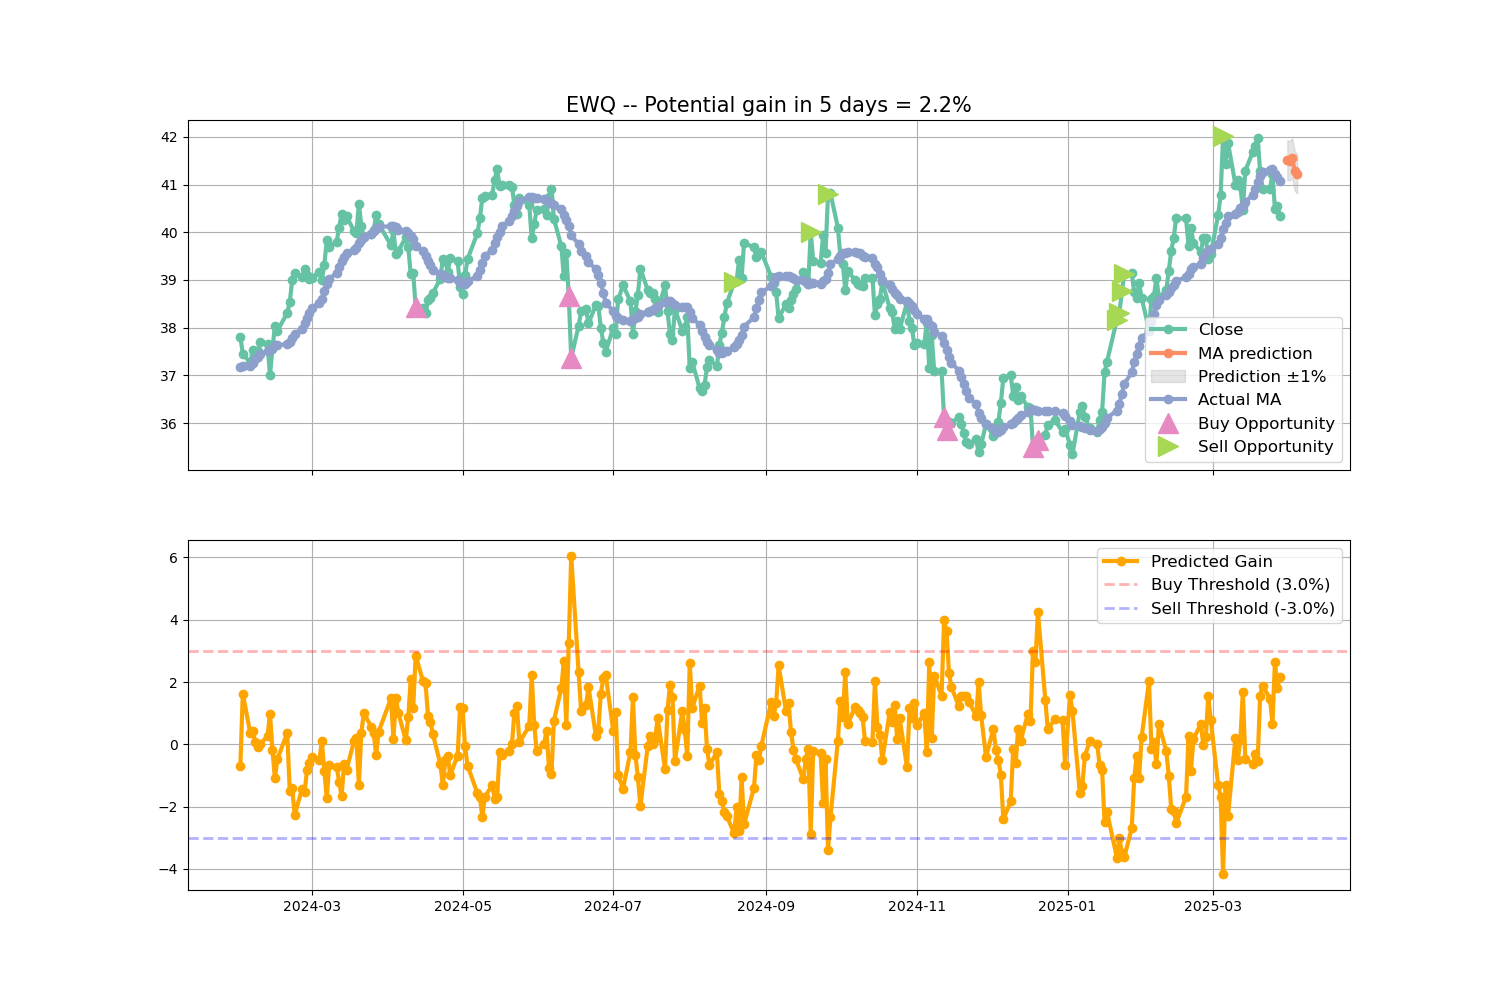 EWQ -- Potential gain in 5 days = 2.2%
42
41
40
39
38
37
36
Close
MA prediction
Prediction ±1%
Actual MA
Buy Opportunity
Sell Opportunity
6
4
2
0
−2
−4
Predicted Gain
Buy Threshold (3.0%)
Sell Threshold (-3.0%)
2024-03
2024-05
2024-07
2024-09
2024-11
2025-01
2025-03